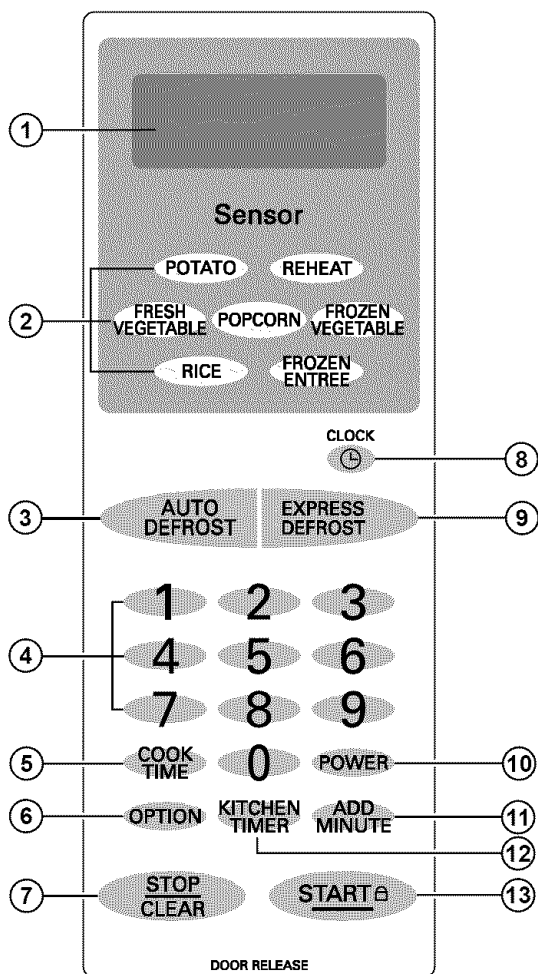 1
Sensor
POTATO REHEAT
2 FRESH VEGETABLE POPCORN FROZEN VEGETABLE
RICE FROZEN ENTREE
CLOCK
8
3 AUTO DEFROST EXPRESS DEFROST 9
1 2 3
4 4 5 6
7 8 9
5 COOK TIME 0 POWER 10
6 OPTION KITCHEN TIMER ADD MINUTE 11
12
7 STOP CLEAR START 13
DOOR RELEASE